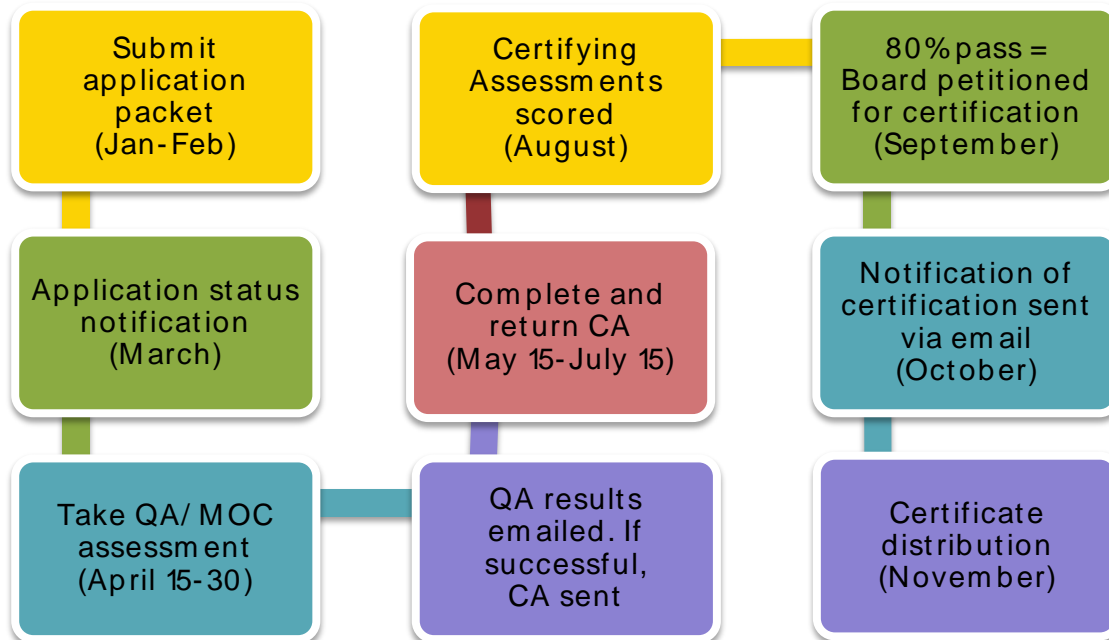 Submit
application
packet
(Jan-Feb)
Application status
notification
(March)
Take QA/ MOC
assessment
(April 15-30)
QA results
emailed. If
successful,
CA sent
Complete and
return CA
(May 15-July 15)
Certifying
Assessments
scored
(August)
80% pass =
Board petitioned
for certification
(September)
Notification of
certification sent
via email
(October)
Certificate
distribution
(November)